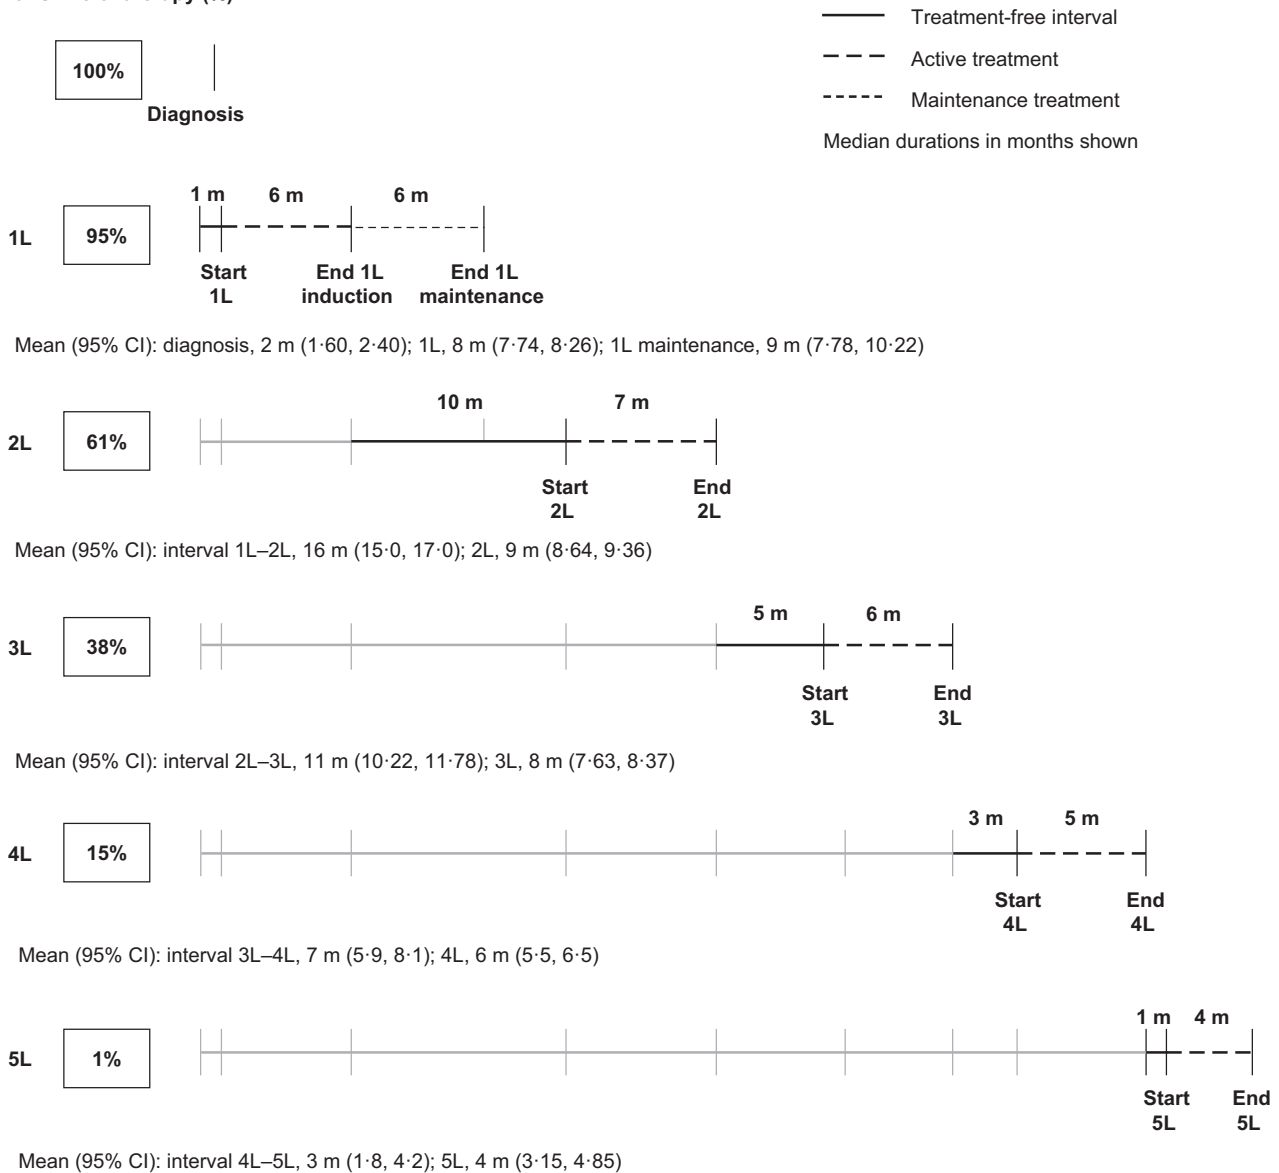 Treatment-free interval
Active treatment
Maintenance treatment
Median durations in months shown
100%
Diagnosis
1 m 6 m 6 m
1L 95%
Start 1L
End 1L induction
End 1L maintenance
Mean (95% CI): diagnosis, 2 m (1·60, 2·40); 1L, 8 m (7·74, 8·26); 1L maintenance, 9 m (7·78, 10·22)
10 m 7 m
2L 61%
Start 2L
End 2L
Mean (95% CI): interval 1L–2L, 16 m (15·0, 17·0); 2L, 9 m (8·64, 9·36)
5 m 6 m
3L 38%
Start 3L
End 3L
Mean (95% CI): interval 2L–3L, 11 m (10·22, 11·78); 3L, 8 m (7·63, 8·37)
3 m 5 m
4L 15%
Start 4L
End 4L
Mean (95% CI): interval 3L–4L, 7 m (5·9, 8·1); 4L, 6 m (5·5, 6·5)
1 m 4 m
5L 1%
Start 5L
End 5L
Mean (95% CI): interval 4L–5L, 3 m (1·8, 4·2); 5L, 4 m (3·15, 4·85)